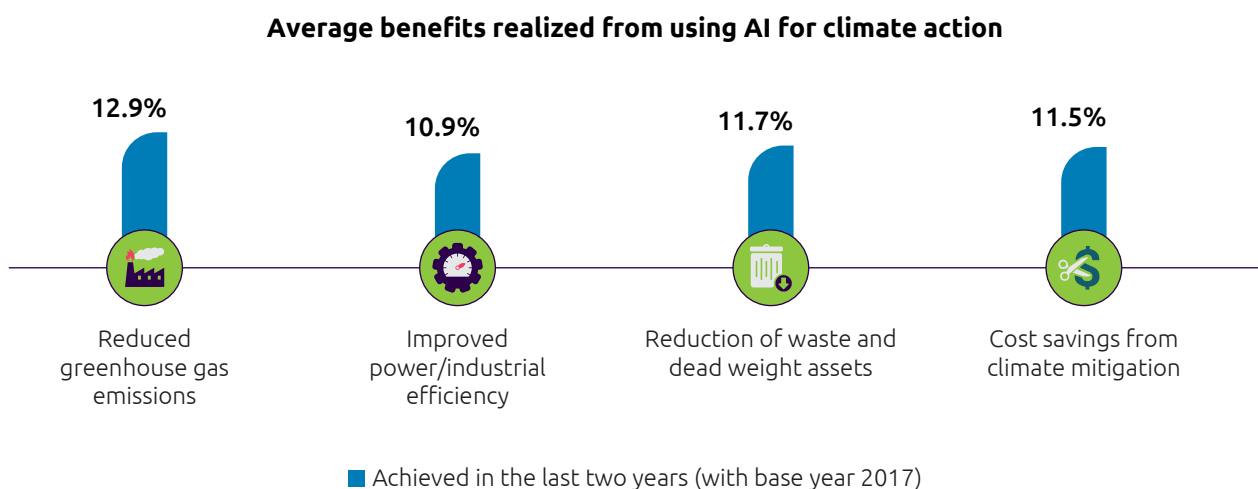 Average benefits realized from using AI for climate action
12.9%
10.9%
11.7%
11.5%
Reduced
greenhouse gas
emissions
Improved
power/industrial
efficiency
Reduction of waste and
dead weight assets
Cost savings from
climate mitigation
Achieved in the last two years (with base year 2017)